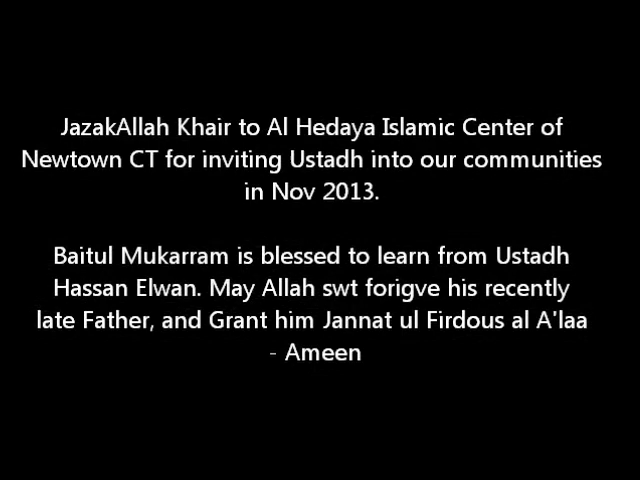 JazakAllah Khair to Al Hedaya Islamic Center of
Newtown CT for inviting Ustadh into our communities
in Nov 2013.
Baitul Mukarram is blessed to learn from Ustadh
Hassan Elwan. May Allah swt forigve his recently
late Father, and Grant him Jannat ul Firdous al A'laa
- Ameen